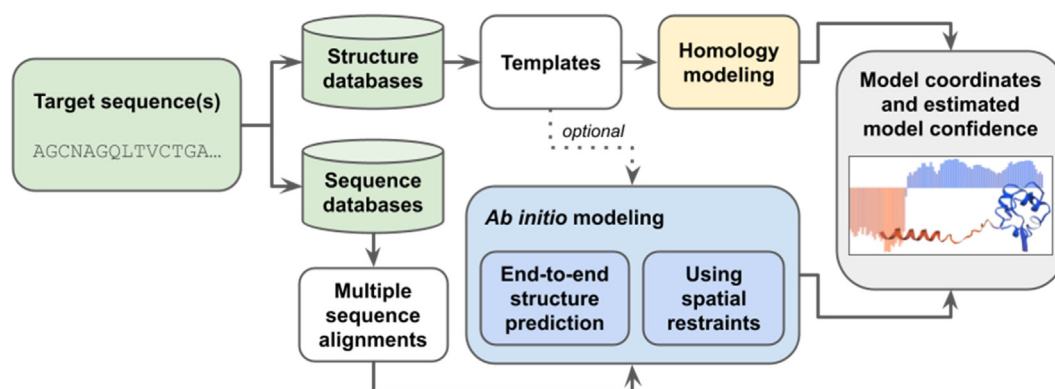 Target sequence(s)
AGCNAGQLTVCTGA…
Structure
databases
Templates
Homology
modeling
Model coordinates
and estimated
model confidence
optional
Sequence
databases
Ab initio modeling
End-to-end
structure
prediction
Using
spatial
restraints
Multiple
sequence
alignments